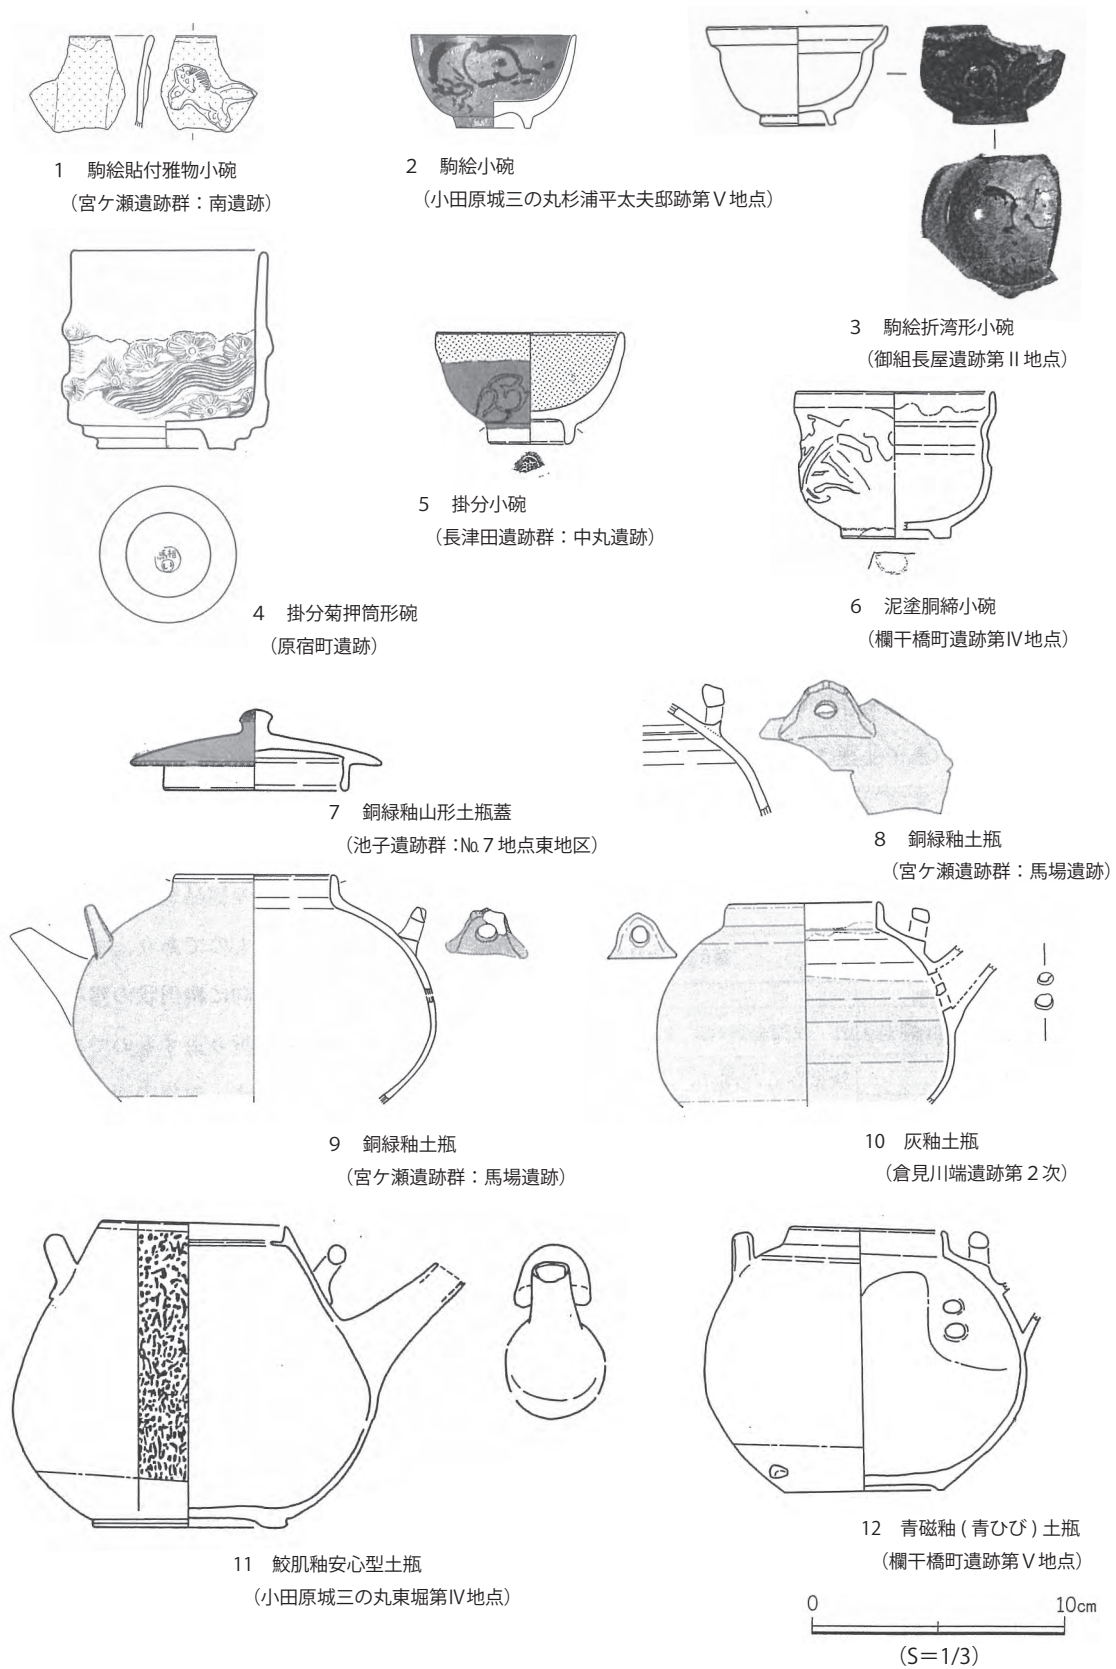 1 駒絵貼付雅物小碗
（宮ケ瀬遺跡群：南遺跡）
2 駒絵小碗
（小田原城三の丸杉浦平太夫邸跡第Ⅴ地点）
3 駒絵折湾形小碗
（御組長屋遺跡第Ⅱ地点）
4 掛分菊押筒形碗
（原宿町遺跡）
5 掛分小碗
（長津田遺跡群：中丸遺跡）
6 泥塗胴締小碗
（欄干橋町遺跡第Ⅳ地点）
7 銅緑釉山形土瓶蓋
（池子遺跡群：№7地点東地区）
8 銅緑釉土瓶
（宮ケ瀬遺跡群：馬場遺跡）
9 銅緑釉土瓶
（宮ケ瀬遺跡群：馬場遺跡）
10 灰釉土瓶
（倉見川端遺跡第２次）
11 鮫肌釉安心型土瓶
（小田原城三の丸東堀第Ⅳ地点）
12 青磁釉(青ひび)土瓶
（欄干橋町遺跡第Ⅴ地点）
0 10cm
（S＝1/3）